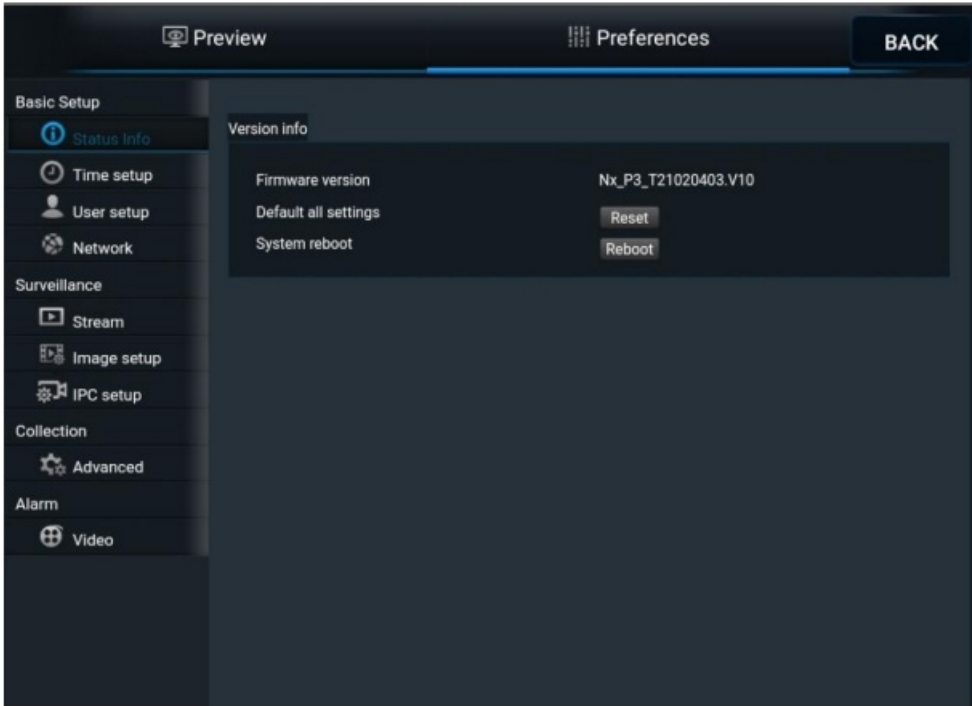 Preview
Preferences
BACK
Basic Setup
Status Info
Time setup
User setup
Network
Surveillance
Stream
Image setup
IPC setup
Collection
Advanced
Alarm
Video
Version info
Firmware version Nx_P3_T21020403.V10
Default all settings Reset
System reboot Reboot